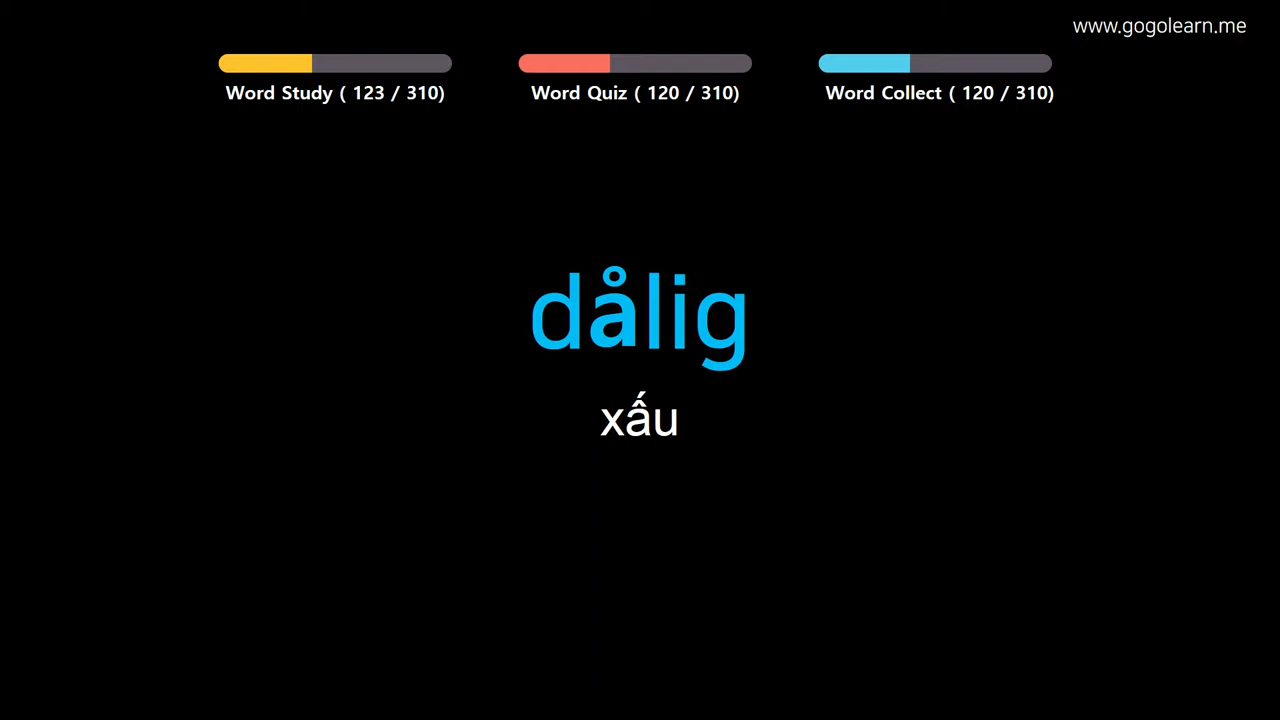 www.gogolearn.me
Word Study ( 123 / 310)
Word Quiz ( 120 / 310)
Word Collect ( 120 / 310)
dålig
xấu